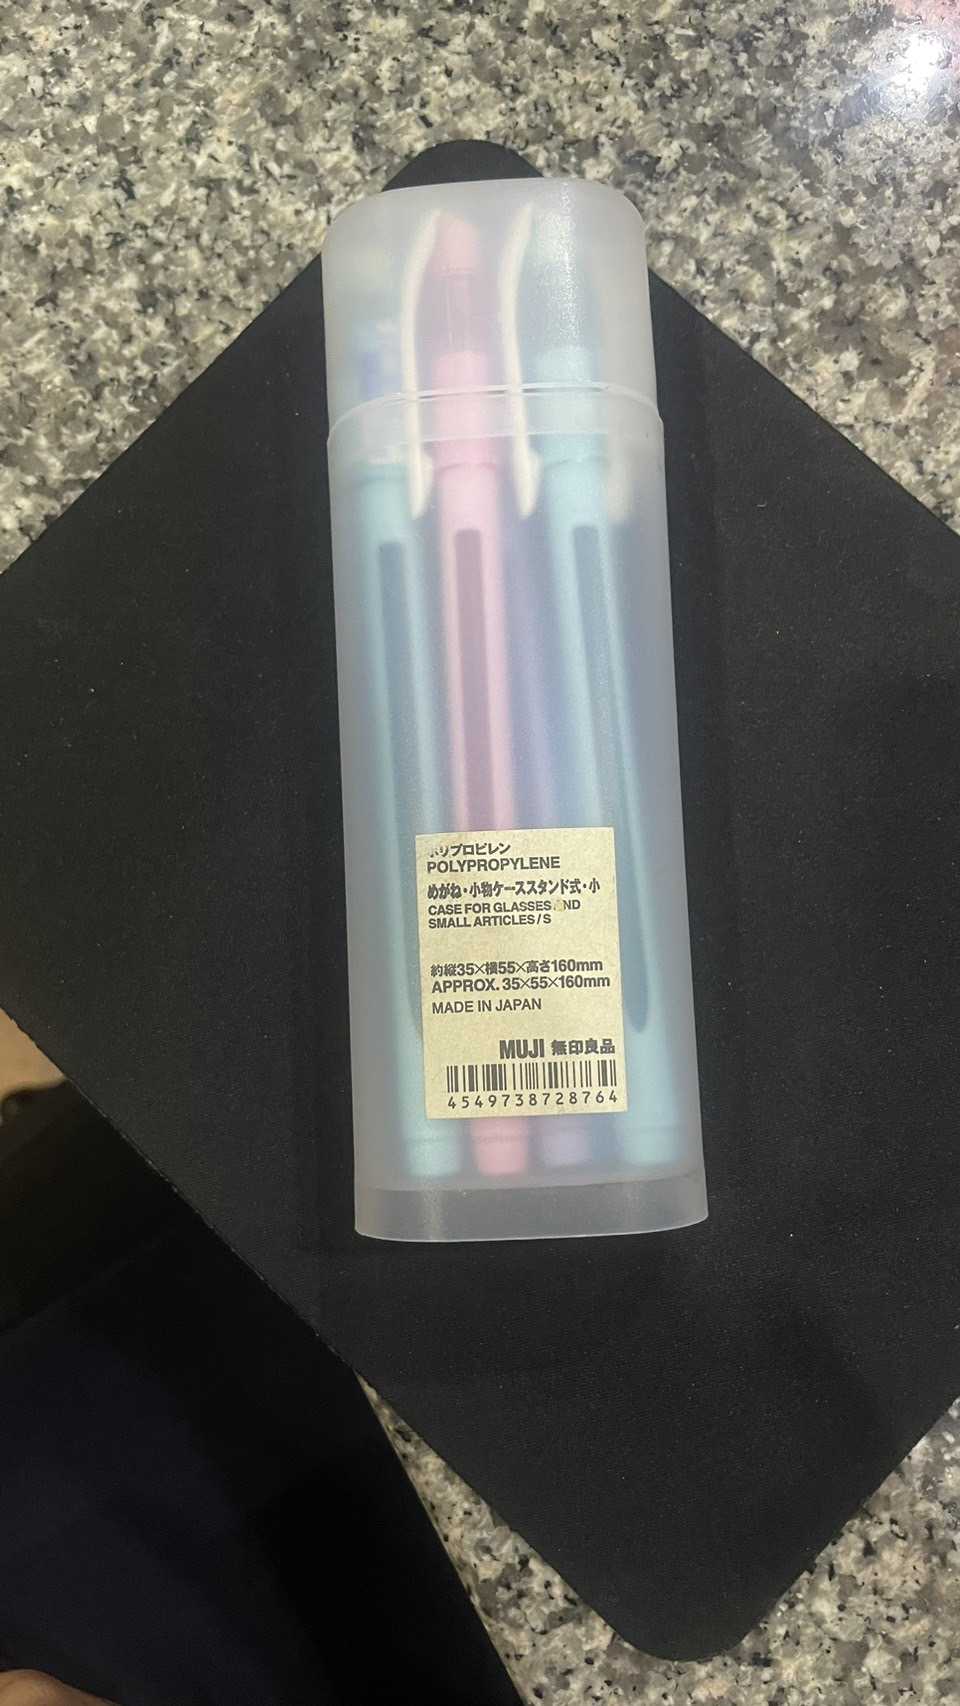 ポリプロピレン
POLYPROPYLENE
めがね・小物ケーススタンド式・小
CASE FOR GLASSES AND
SMALL ARTICLES / S
約縦35×横55×高さ160mm
APPROX. 35×55×160mm
MADE IN JAPAN
MUJI 無印良品
4549738728764